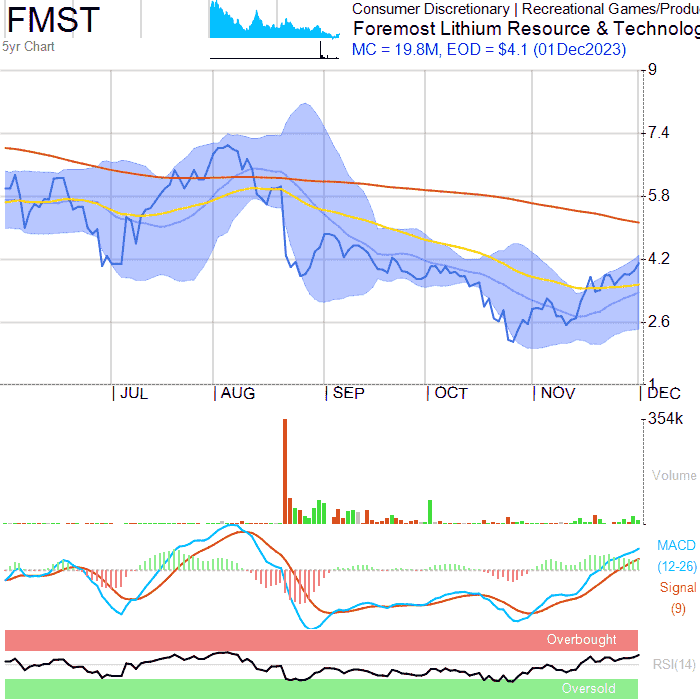 FMST
5yr Chart
Consumer Discretionary | Recreational Games/Produ
Foremost Lithium Resource & Technolog
MC = 19.8M, EOD = $4.1 (01Dec2023)
9
7.4
5.8
4.2
2.6
1
JUL AUG SEP OCT NOV DEC
354k
Volume
MACD
(12-26)
Signal
(9)
Overbought
RSI(14)
Oversold